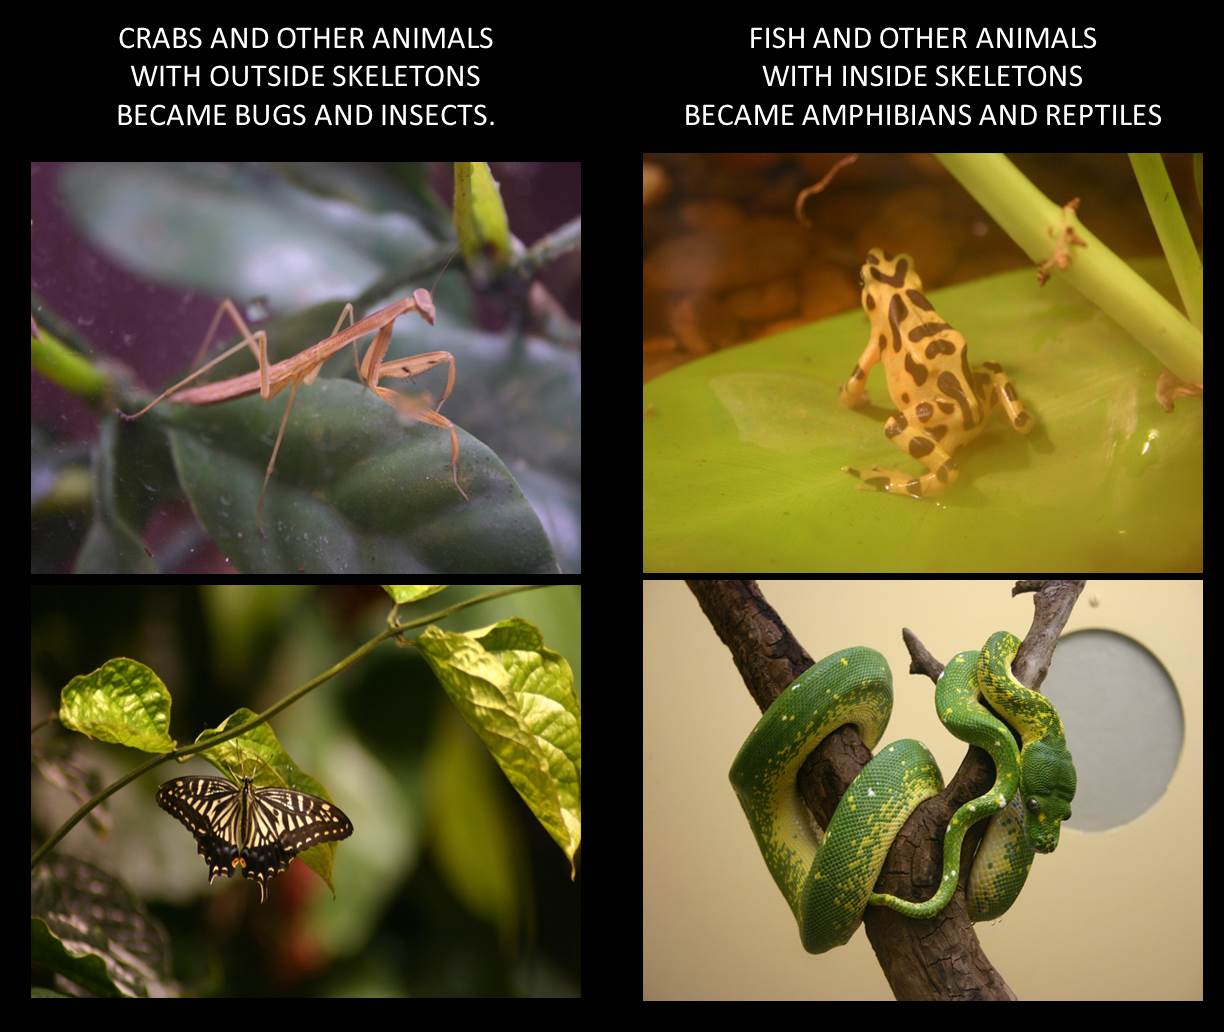 CRABS AND OTHER ANIMALS
WITH OUTSIDE SKELETONS
BECAME BUGS AND INSECTS.
FISH AND OTHER ANIMALS
WITH INSIDE SKELETONS
BECAME AMPHIBIANS AND REPTILES